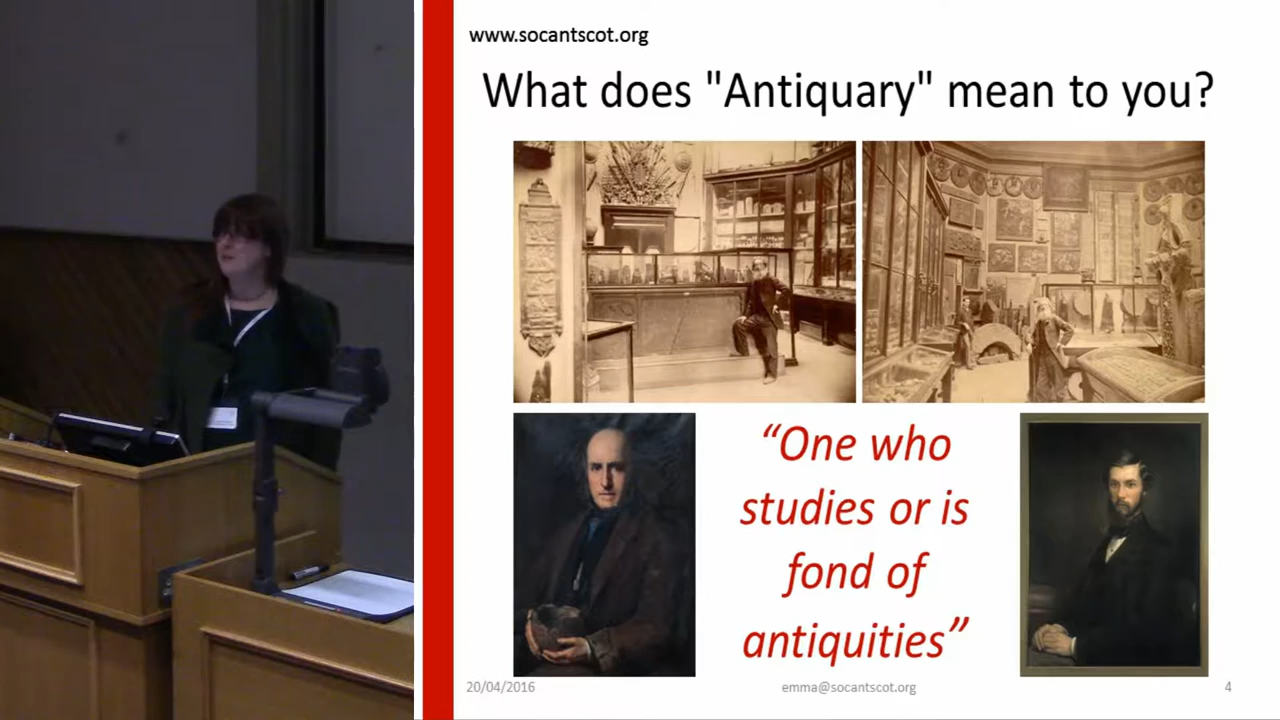 www.socantscot.org
What does "Antiquary" mean to you?
“One who
studies or is
fond of
antiquities”
20/04/2016
emma@socantscot.org
4